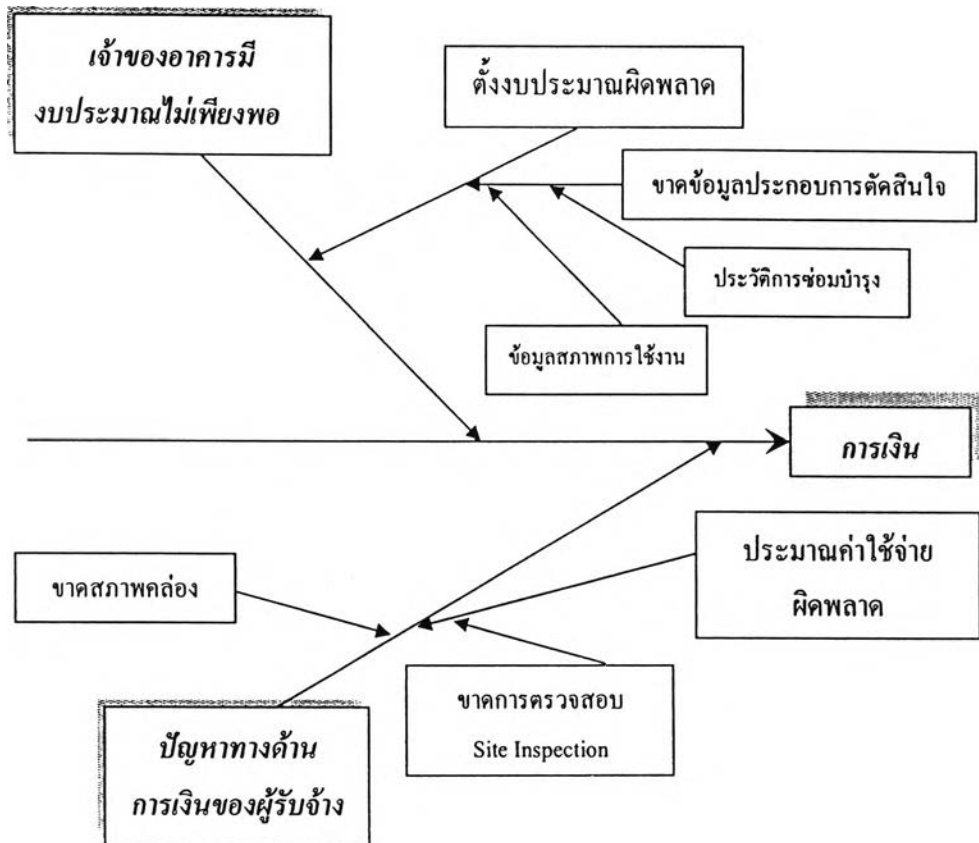 เจ้าของอาคารมี
งบประมาณไม่เพียงพอ
ตั้งงบประมาณผิดพลาด
ขาดข้อมูลประกอบการตัดสินใจ
ประวัติการซ่อมบำรุง
ข้อมูลสภาพการใช้งาน
การเงิน
ประมาณค่าใช้จ่าย
ผิดพลาด
ขาดสภาพคล่อง
ขาดการตรวจสอบ
Site Inspection
ปัญหาทางด้าน
การเงินของผู้รับจ้าง